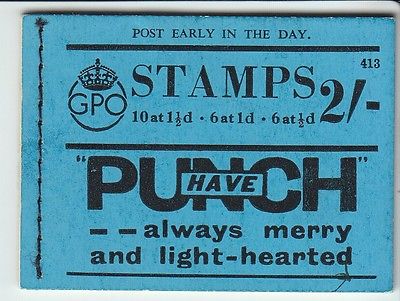 POST EARLY IN THE DAY.
413
GPO
STAMPS 2/-
10 at 1½d · 6 at 1d · 6 at ½d
"PUNCH"
HAVE
--always merry
and light-hearted